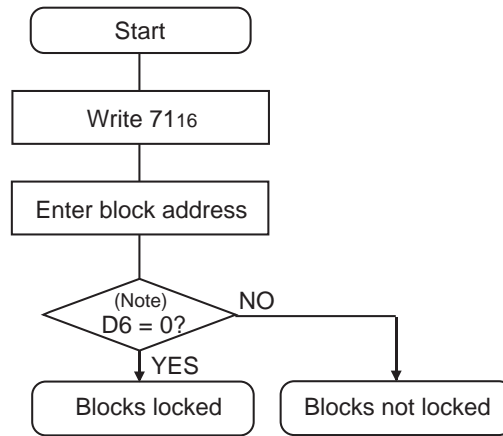 Start
Write 7116
Enter block address
(Note)
D6 = 0?
NO
YES
Blocks locked
Blocks not locked